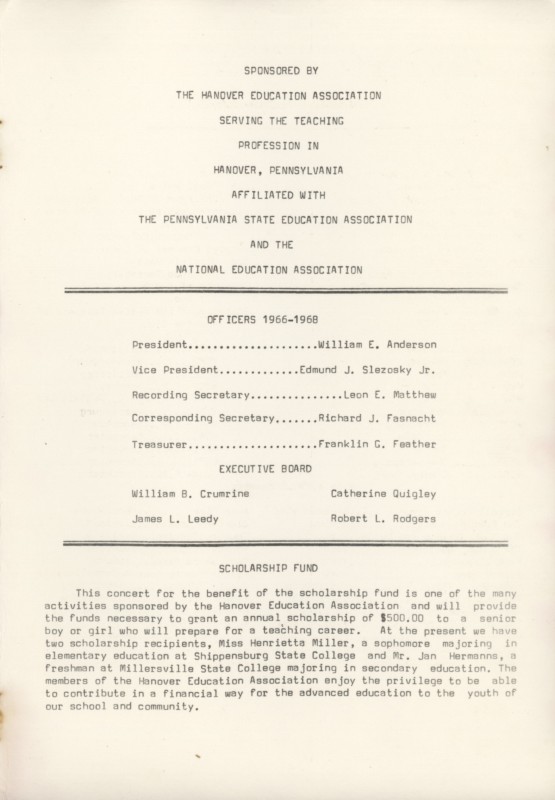 SPONSORED BY
THE HANOVER EDUCATION ASSOCIATION
SERVING THE TEACHING
PROFESSION IN
HANOVER, PENNSYLVANIA
AFFILIATED WITH
THE PENNSYLVANIA STATE EDUCATION ASSOCIATION
AND THE
NATIONAL EDUCATION ASSOCIATION
OFFICERS 1966-1968
President.....................William E. Anderson
Vice President.............Edmund J. Slezosky Jr.
Recording Secretary...............Leon E. Matthew
Corresponding Secretary.......Richard J. Fasnacht
Treasurer.....................Franklin G. Feather
EXECUTIVE BOARD
William B. Crumrine Catherine Quigley
James L. Leedy Robert L. Rodgers
SCHOLARSHIP FUND
This concert for the benefit of the scholarship fund is one of the many
activities sponsored by the Hanover Education Association and will provide
the funds necessary to grant an annual scholarship of $500.00 to a senior
boy or girl who will prepare for a teaching career. At the present we have
two scholarship recipients, Miss Henrietta Miller, a sophomore majoring in
elementary education at Shippensburg State College and Mr. Jan Hermanns, a
freshman at Millersville State College majoring in secondary education. The
members of the Hanover Education Association enjoy the privilege to be able
to contribute in a financial way for the advanced education to the youth of
our school and community.